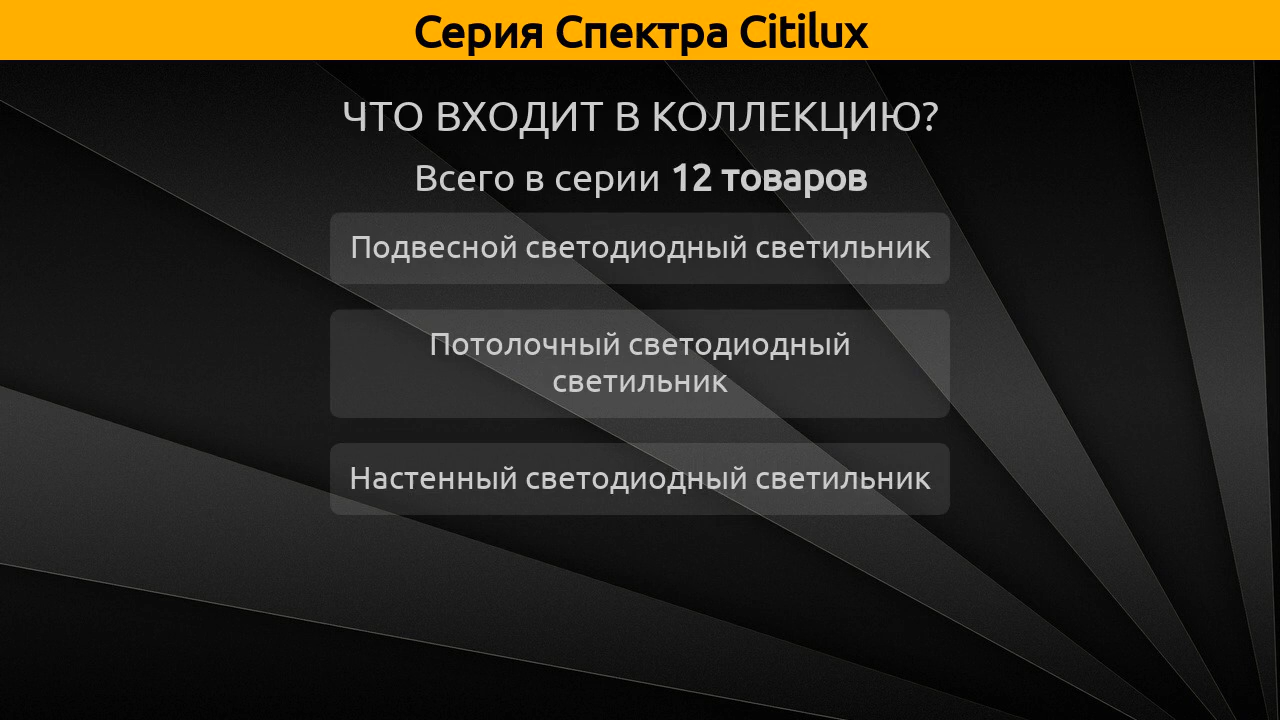 Серия Спектра Citilux
ЧТО ВХОДИТ В КОЛЛЕКЦИЮ?
Всего в серии 12 товаров
Подвесной светодиодный светильник
Потолочный светодиодный
светильник
Настенный светодиодный светильник